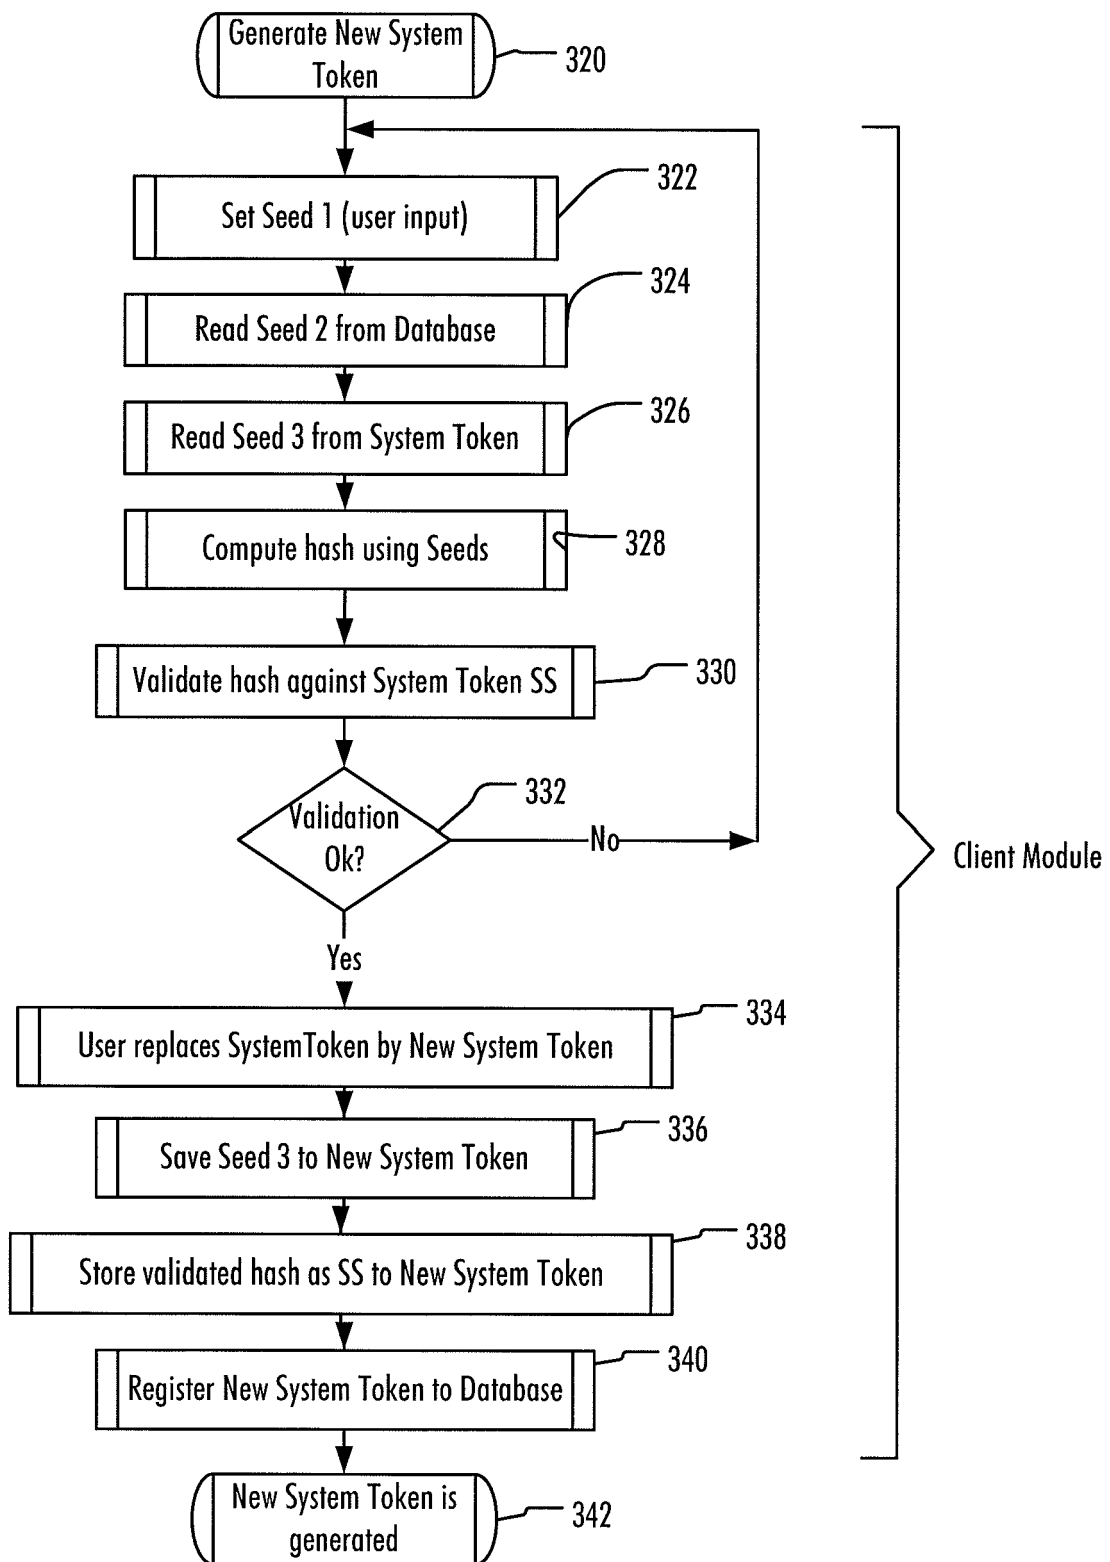 Generate New System
Token
320
322
Set Seed 1 (user input)
324
Read Seed 2 from Database
326
Read Seed 3 from System Token
328
Compute hash using Seeds
330
Validate hash against System Token SS
332
Validation
Ok?
No
Client Module
Yes
334
User replaces SystemToken by New System Token
336
Save Seed 3 to New System Token
338
Store validated hash as SS to New System Token
340
Register New System Token to Database
New System Token is
generated
342